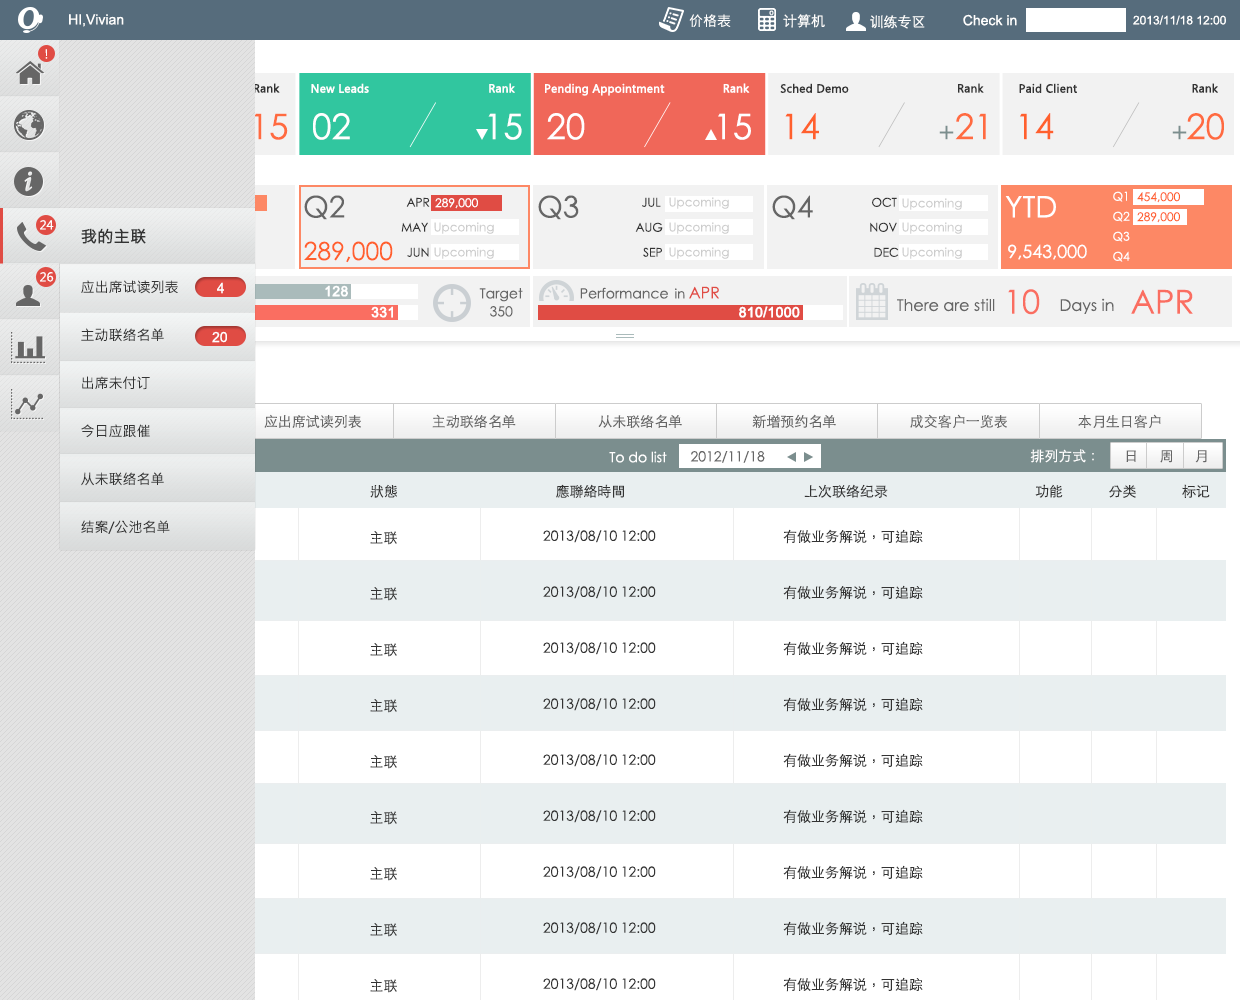 HI,Vivian
价格表
计算机
训练专区
Check in
2013/11/18 12:00
!
Rank
15
New Leads
Rank
02
▼15
Pending Appointment
Rank
20
▲15
Sched Demo
Rank
14
+21
Paid Client
Rank
14
+20
Q2
APR 289,000
MAY Upcoming
289,000
JUN Upcoming
Q3
JUL Upcoming
AUG Upcoming
SEP Upcoming
Q4
OCT Upcoming
NOV Upcoming
DEC Upcoming
YTD
Q1 454,000
Q2 289,000
Q3
9,543,000
Q4
128
331
Target
350
Performance in APR
810/1000
There are still 10 Days in APR
24
我的主联
26
应出席试读列表 4
主动联络名单 20
出席未付订
今日应跟催
从未联络名单
结案/公池名单
应出席试读列表
主动联络名单
从未联络名单
新增预约名单
成交客户一览表
本月生日客户
To do list
2012/11/18 ◀ ▶
排列方式：
日
周
月
狀態 應聯絡時間 上次联络纪录 功能 分类 标记
主联 2013/08/10 12:00 有做业务解说，可追踪
主联 2013/08/10 12:00 有做业务解说，可追踪
主联 2013/08/10 12:00 有做业务解说，可追踪
主联 2013/08/10 12:00 有做业务解说，可追踪
主联 2013/08/10 12:00 有做业务解说，可追踪
主联 2013/08/10 12:00 有做业务解说，可追踪
主联 2013/08/10 12:00 有做业务解说，可追踪
主联 2013/08/10 12:00 有做业务解说，可追踪
主联 2013/08/10 12:00 有做业务解说，可追踪